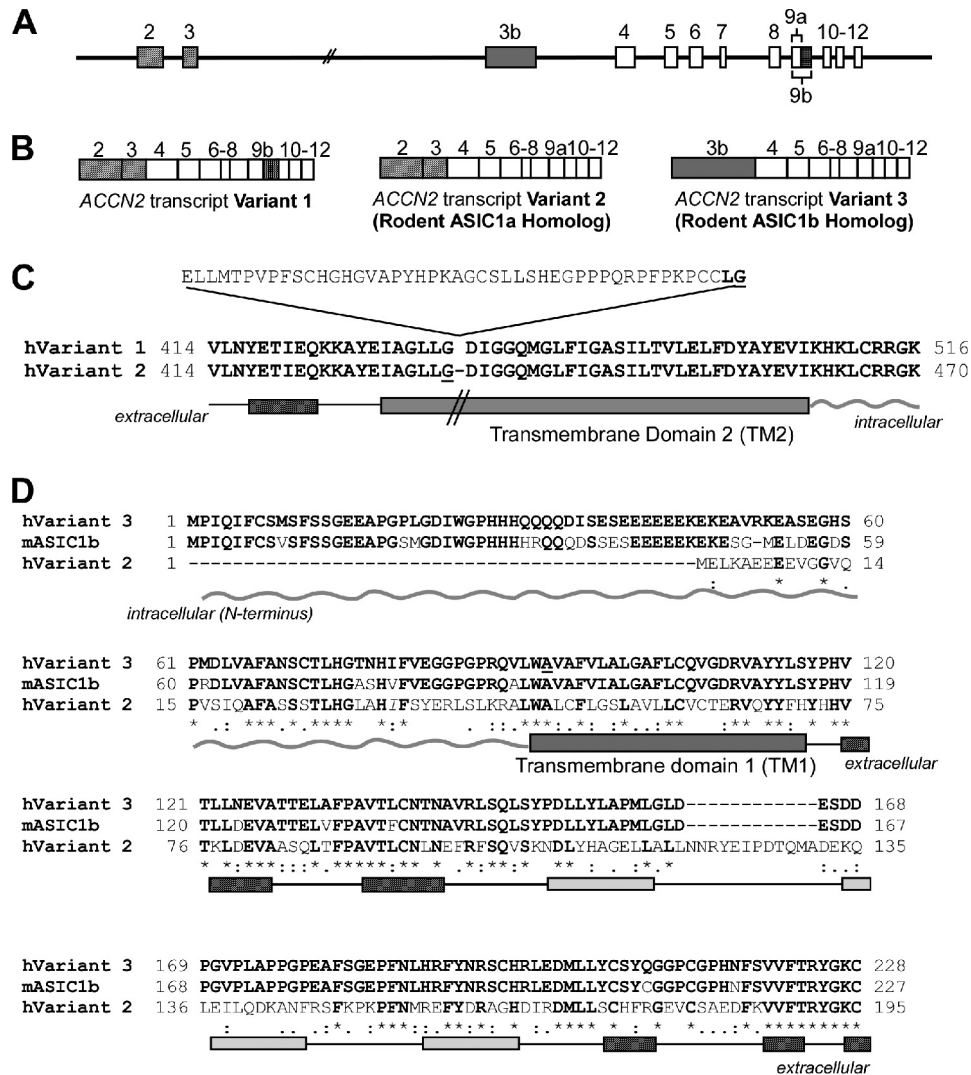 A
2 3 3b 4 5 6 7 8 9a 10-12
9b
B
2 3 4 5 6-8 9b 10-12
ACCN2 transcript Variant 1
2 3 4 5 6-8 9a 10-12
ACCN2 transcript Variant 2
(Rodent ASIC1a Homolog)
3b 4 5 6-8 9a 10-12
ACCN2 transcript Variant 3
(Rodent ASIC1b Homolog)
C
ELLMTPVPFSCHGHGVAPYHPKAGCSLLSHEGPPPQRPFPKPCCLG
hVariant 1 414 VLNYETIEQKKAYEIAGLLG DIGGQMGLFIGASILTVLELFDYAYEVIKHKLCRRGK 516
hVariant 2 414 VLNYETIEQKKAYEIAGLLG-DIGGQMGLFIGASILTVLELFDYAYEVIKHKLCRRGK 470
extracellular
Transmembrane Domain 2 (TM2)
intracellular
D
hVariant 3 1 MPIQIFCSMSFSSGEEAPGPLGDIWGPHHHQQQQDISESEEEEEEKEKEAVRKEASEGHS 60
mASIC1b 1 MPIQIFCSVSFSSGEEAPGSMGDIWGPHHHHRQQQDSSESEEEEEEKEKESG-MELDEGDS 59
hVariant 2 1 ----------------------------------------------MELKAEEEEVGGVQ 14
: * * .
intracellular (N-terminus)
hVariant 3 61 PMDLVAFANSCTLHGTNHIFVEGGPGPRQVLWAVAFVLALGAFLCQVGDRVAYYLSYPHV 120
mASIC1b 60 PRDLVAFANSCTLHGASHVFVEGGPGPRQALWAVAFVIALGAFLCQVGDRVAYYLSYPHV 119
hVariant 2 15 PVSIQAFASSSTLHGLAHIFSYERLSLKRALWALCFLGSLAVLLCVCTERVQYYFHYHHV 75
Transmembrane domain 1 (TM1)
extracellular
hVariant 3 121 TLLNEVATTELAFPAVTLCNTNAVRLSQLSYPDLLYLAPMLGLD------------ESDD 168
mASIC1b 120 TLLDEVATTELVFPAVTFCNTNAVRLSQLSYPDLLYLAPMLGLD------------ESDD 167
hVariant 2 76 TKLDEVAASQLTFPAVTLCNLNEFRFSQVSKNDLYHAGELLALLNNRYEIPDTQMADEKQ 135
hVariant 3 169 PGVPLAPPGPEAFSGEPFNLHRFYNRSCHRLEDMLLYCSYQGGPCGPHNFSVVFTRYGKC 228
mASIC1b 168 PGVPLAPPGPEAFSGEPFNLHRFYNRSCHRLEDMLLYCSYCGGPCGPHNFSVVFTRYGKC 227
hVariant 2 136 LEILQDKANFRSFKPKPFNMREFYDRAGHDIRDMLLSCHFRGEVCSAEDFKVVFTRYGKC 195
extracellular